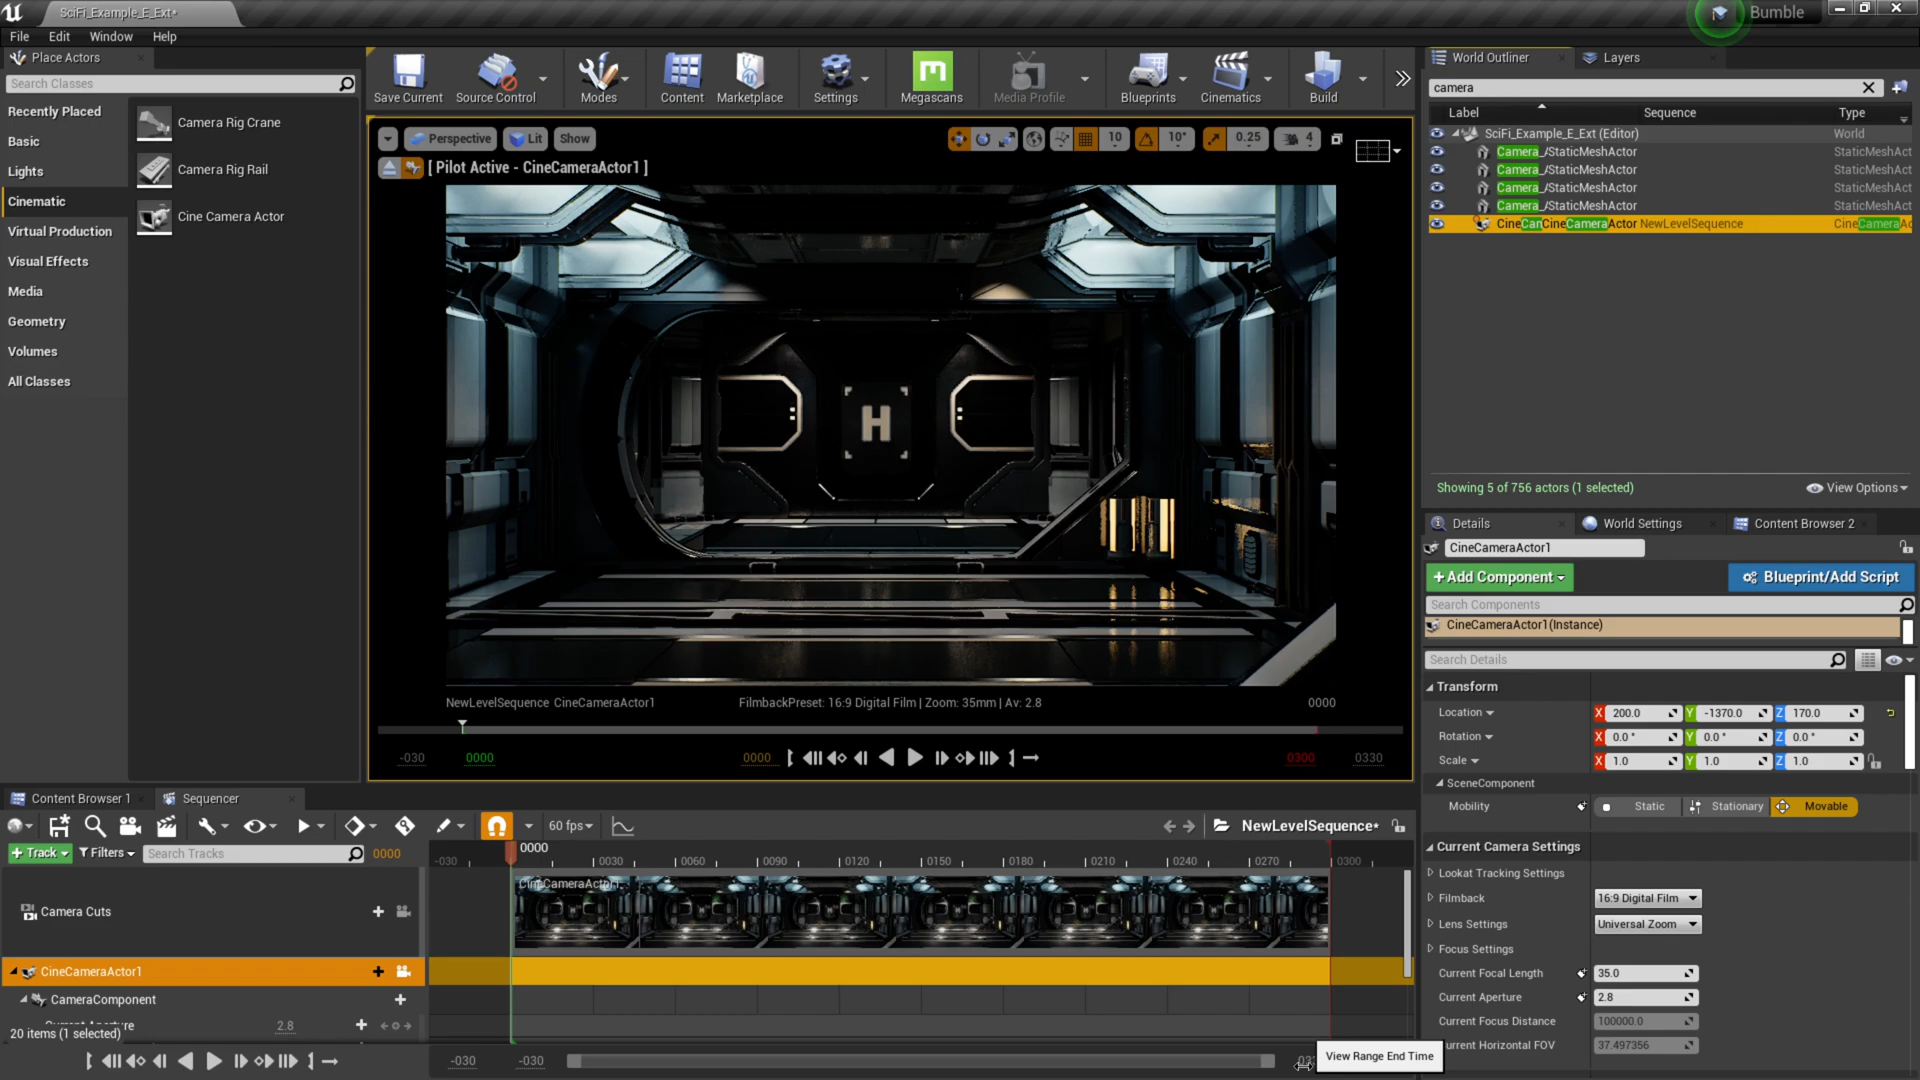 SciFi_Example_E_Ext*
Bumble
File Edit Window Help
Place Actors
Search Classes
Recently Placed
Basic
Lights
Cinematic
Virtual Production
Visual Effects
Media
Geometry
Volumes
All Classes
Camera Rig Crane
Camera Rig Rail
Cine Camera Actor
Save Current
Source Control
Modes
Content
Marketplace
Settings
Megascans
Media Profile
Blueprints
Cinematics
Build
Perspective Lit Show
10 10° 0.25 4
[ Pilot Active - CineCameraActor1 ]
H
NewLevelSequence CineCameraActor1 FilmbackPreset: 16:9 Digital Film | Zoom: 35mm | Av: 2.8 0000
-030 0000 0000 0300 0330
World Outliner Layers
camera
Label Sequence Type
SciFi_Example_E_Ext (Editor) World
Camera_/StaticMeshActor StaticMeshAct
Camera_/StaticMeshActor StaticMeshAct
Camera_/StaticMeshActor StaticMeshAct
Camera_/StaticMeshActor StaticMeshAct
CineCanCineCameraActor NewLevelSequence CineCameraAc
Showing 5 of 756 actors (1 selected) View Options
Details World Settings Content Browser 2
CineCameraActor1
+Add Component Blueprint/Add Script
Search Components
CineCameraActor1(Instance)
Search Details
Transform
Location X 200.0 Y -1370.0 Z 170.0
Rotation X 0.0 ° Y 0.0 ° Z 0.0 °
Scale X 1.0 Y 1.0 Z 1.0
SceneComponent
Mobility Static Stationary Movable
Current Camera Settings
Lookat Tracking Settings
Filmback 16:9 Digital Film
Lens Settings Universal Zoom
Focus Settings
Current Focal Length 35.0
Current Aperture 2.8
Current Focus Distance 100000.0
urrent Horizontal FOV 37.497356
Content Browser 1 Sequencer
60 fps NewLevelSequence*
+ Track Filters Search Tracks 0000
0000
-030 0030 0060 0090 0120 0150 0180 0210 0240 0270 0300
CineCameraActor1
Camera Cuts
CineCameraActor1
CameraComponent
2.8
20 items (1 selected)
-030 -030
View Range End Time